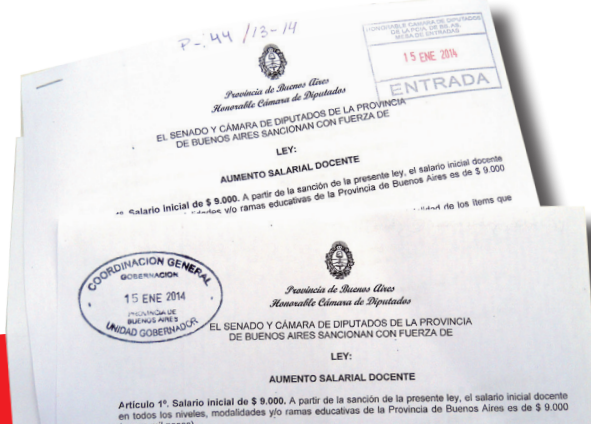 P-:44 /13-14
HONORABLE CAMARA DE DIPUTADOS
DE LA PCIA. DE BS. AS.
MESA DE ENTRADAS
15 ENE 2014
ENTRADA
Provincia de Buenos Aires
Honorable Cámara de Diputados
EL SENADO Y CÁMARA DE DIPUTADOS DE LA PROVINCIA
DE BUENOS AIRES SANCIONAN CON FUERZA DE
LEY:
AUMENTO SALARIAL DOCENTE
1º. Salario Inicial de $ 9.000. A partir de la sanción de la presente ley, el salario inicial docente
y/o ramas educativas de la Provincia de Buenos Aires es de $ 9.000
de los ítems que
COORDINACION GENERAL
GOBERNACION
15 ENE 2014
PROVINCIA DE
BUENOS AIRES
UNIDAD GOBERNADOR
Provincia de Buenos Aires
Honorable Cámara de Diputados
EL SENADO Y CÁMARA DE DIPUTADOS DE LA PROVINCIA
DE BUENOS AIRES SANCIONAN CON FUERZA DE
LEY:
AUMENTO SALARIAL DOCENTE
Artículo 1º. Salario Inicial de $ 9.000. A partir de la sanción de la presente ley, el salario inicial docente
en todos los niveles, modalidades y/o ramas educativas de la Provincia de Buenos Aires es de $ 9.000